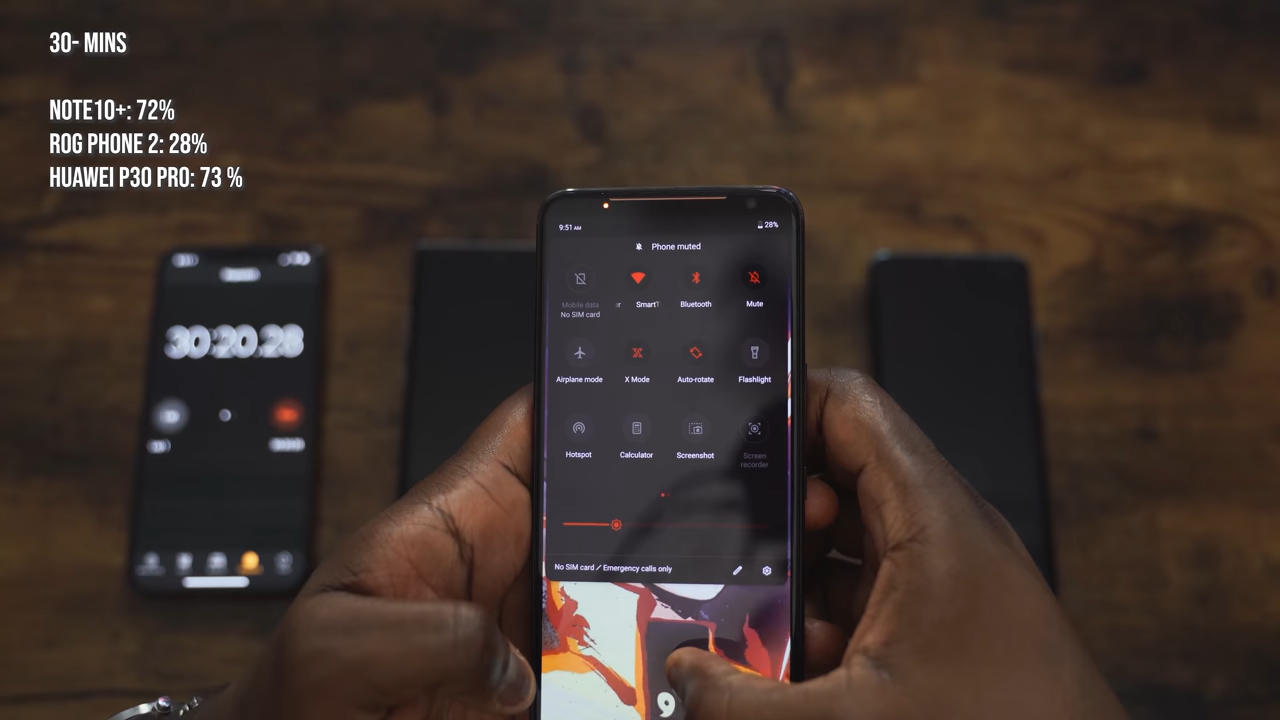 30- MINS
NOTE10+: 72%
ROG PHONE 2: 28%
HUAWEI P30 PRO: 73 %
9:51 AM
28%
Phone muted
Mobile data
No SIM card
SmartT
Bluetooth
Mute
Airplane mode
X Mode
Auto-rotate
Flashlight
Hotspot
Calculator
Screenshot
Screen
recorder
No SIM card / Emergency calls only
30:20.28